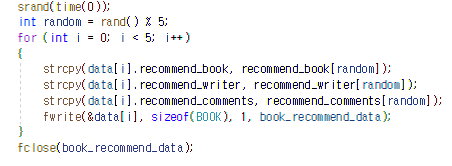 srand(time(0));
int random = rand() % 5;
for (int i = 0; i < 5; i++)
{
strcpy(data[i].recommend_book, recommend_book[random]);
strcpy(data[i].recommend_writer, recommend_writer[random]);
strcpy(data[i].recommend_comments, recommend_comments[random]);
fwrite(&data[i], sizeof(BOOK), 1, book_recommend_data);
}
fclose(book_recommend_data);